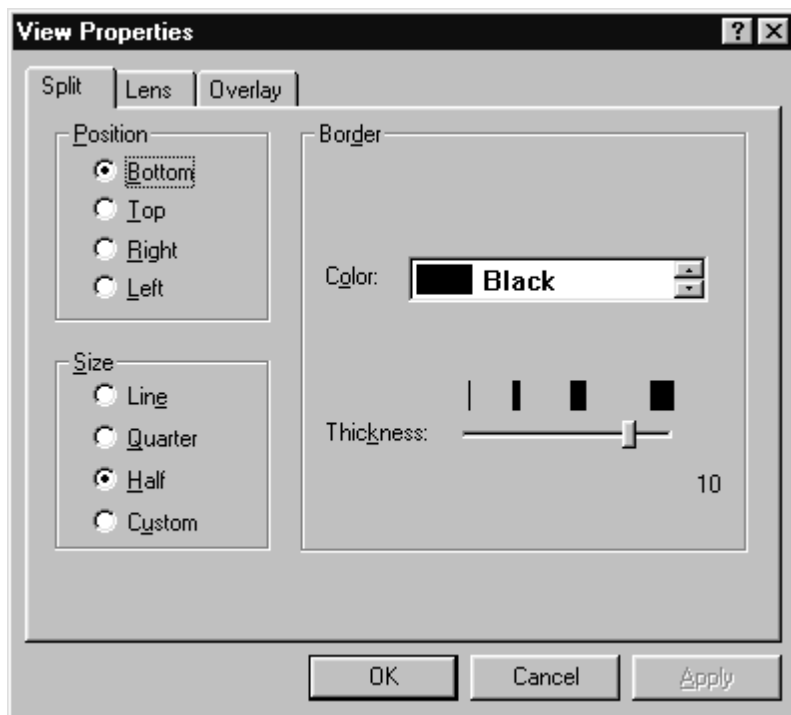 View Properties
Split Lens Overlay
Position
Bottom
Top
Right
Left
Size
Line
Quarter
Half
Custom
Border
Color: Black
Thickness:
10
OK Cancel Apply